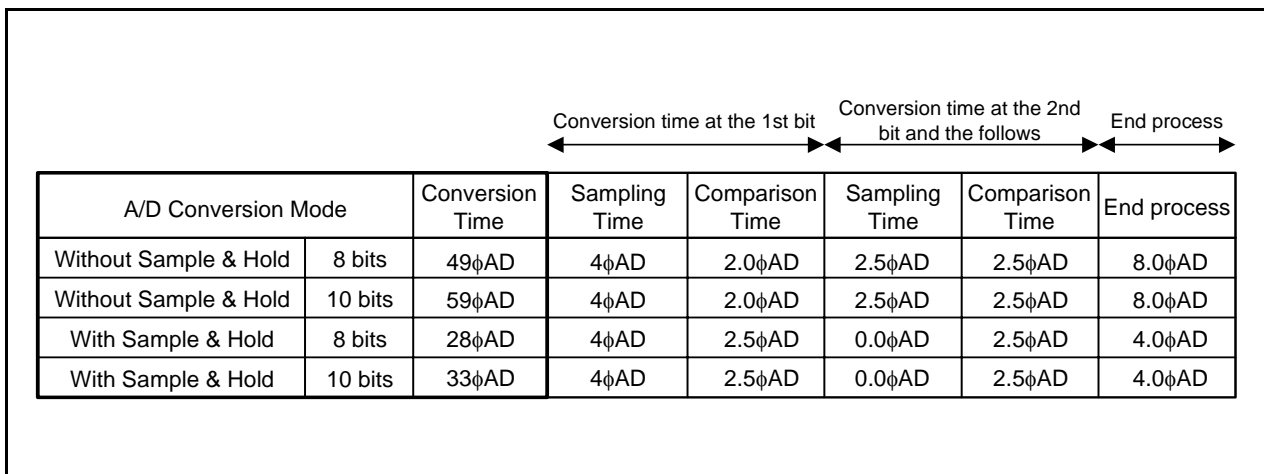 Conversion time at the 1st bit
Conversion time at the 2nd
bit and the follows
End process
A/D Conversion Mode
Conversion
Time
Sampling
Time
Comparison
Time
Sampling
Time
Comparison
Time
End process
Without Sample & Hold 8 bits 49ϕAD 4ϕAD 2.0ϕAD 2.5ϕAD 2.5ϕAD 8.0ϕAD
Without Sample & Hold 10 bits 59ϕAD 4ϕAD 2.0ϕAD 2.5ϕAD 2.5ϕAD 8.0ϕAD
With Sample & Hold 8 bits 28ϕAD 4ϕAD 2.5ϕAD 0.0ϕAD 2.5ϕAD 4.0ϕAD
With Sample & Hold 10 bits 33ϕAD 4ϕAD 2.5ϕAD 0.0ϕAD 2.5ϕAD 4.0ϕAD